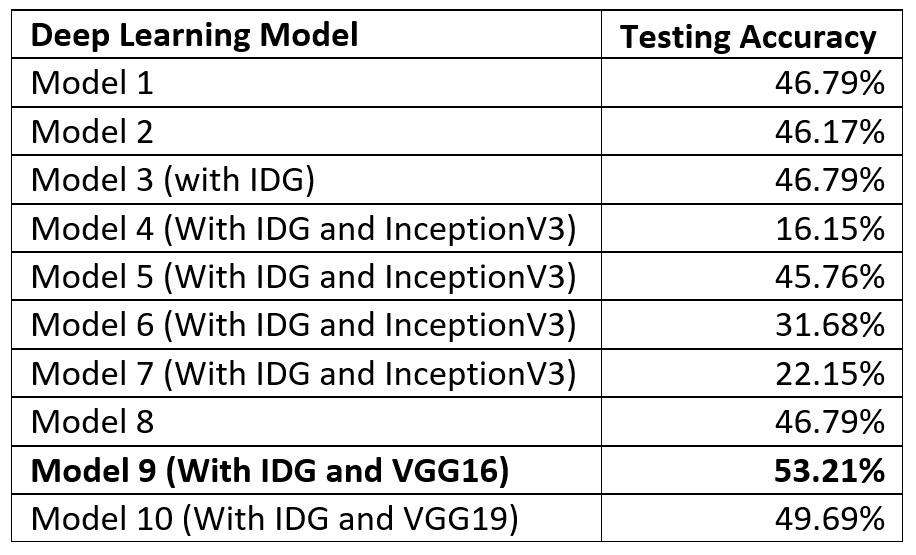 Deep Learning Model Testing Accuracy
Model 1 46.79%
Model 2 46.17%
Model 3 (with IDG) 46.79%
Model 4 (With IDG and InceptionV3) 16.15%
Model 5 (With IDG and InceptionV3) 45.76%
Model 6 (With IDG and InceptionV3) 31.68%
Model 7 (With IDG and InceptionV3) 22.15%
Model 8 46.79%
Model 9 (With IDG and VGG16) 53.21%
Model 10 (With IDG and VGG19) 49.69%